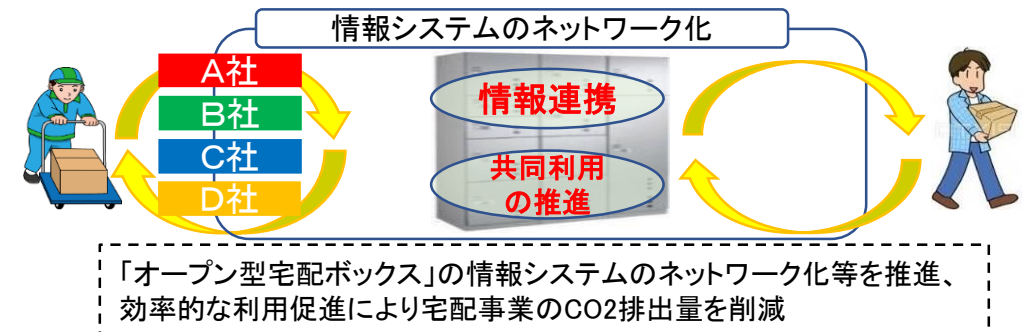 情報システムのネットワーク化
A社
B社
C社
D社
情報連携
共同利用
の推進
「オープン型宅配ボックス」の情報システムのネットワーク化等を推進、
効率的な利用促進により宅配事業のCO2排出量を削減